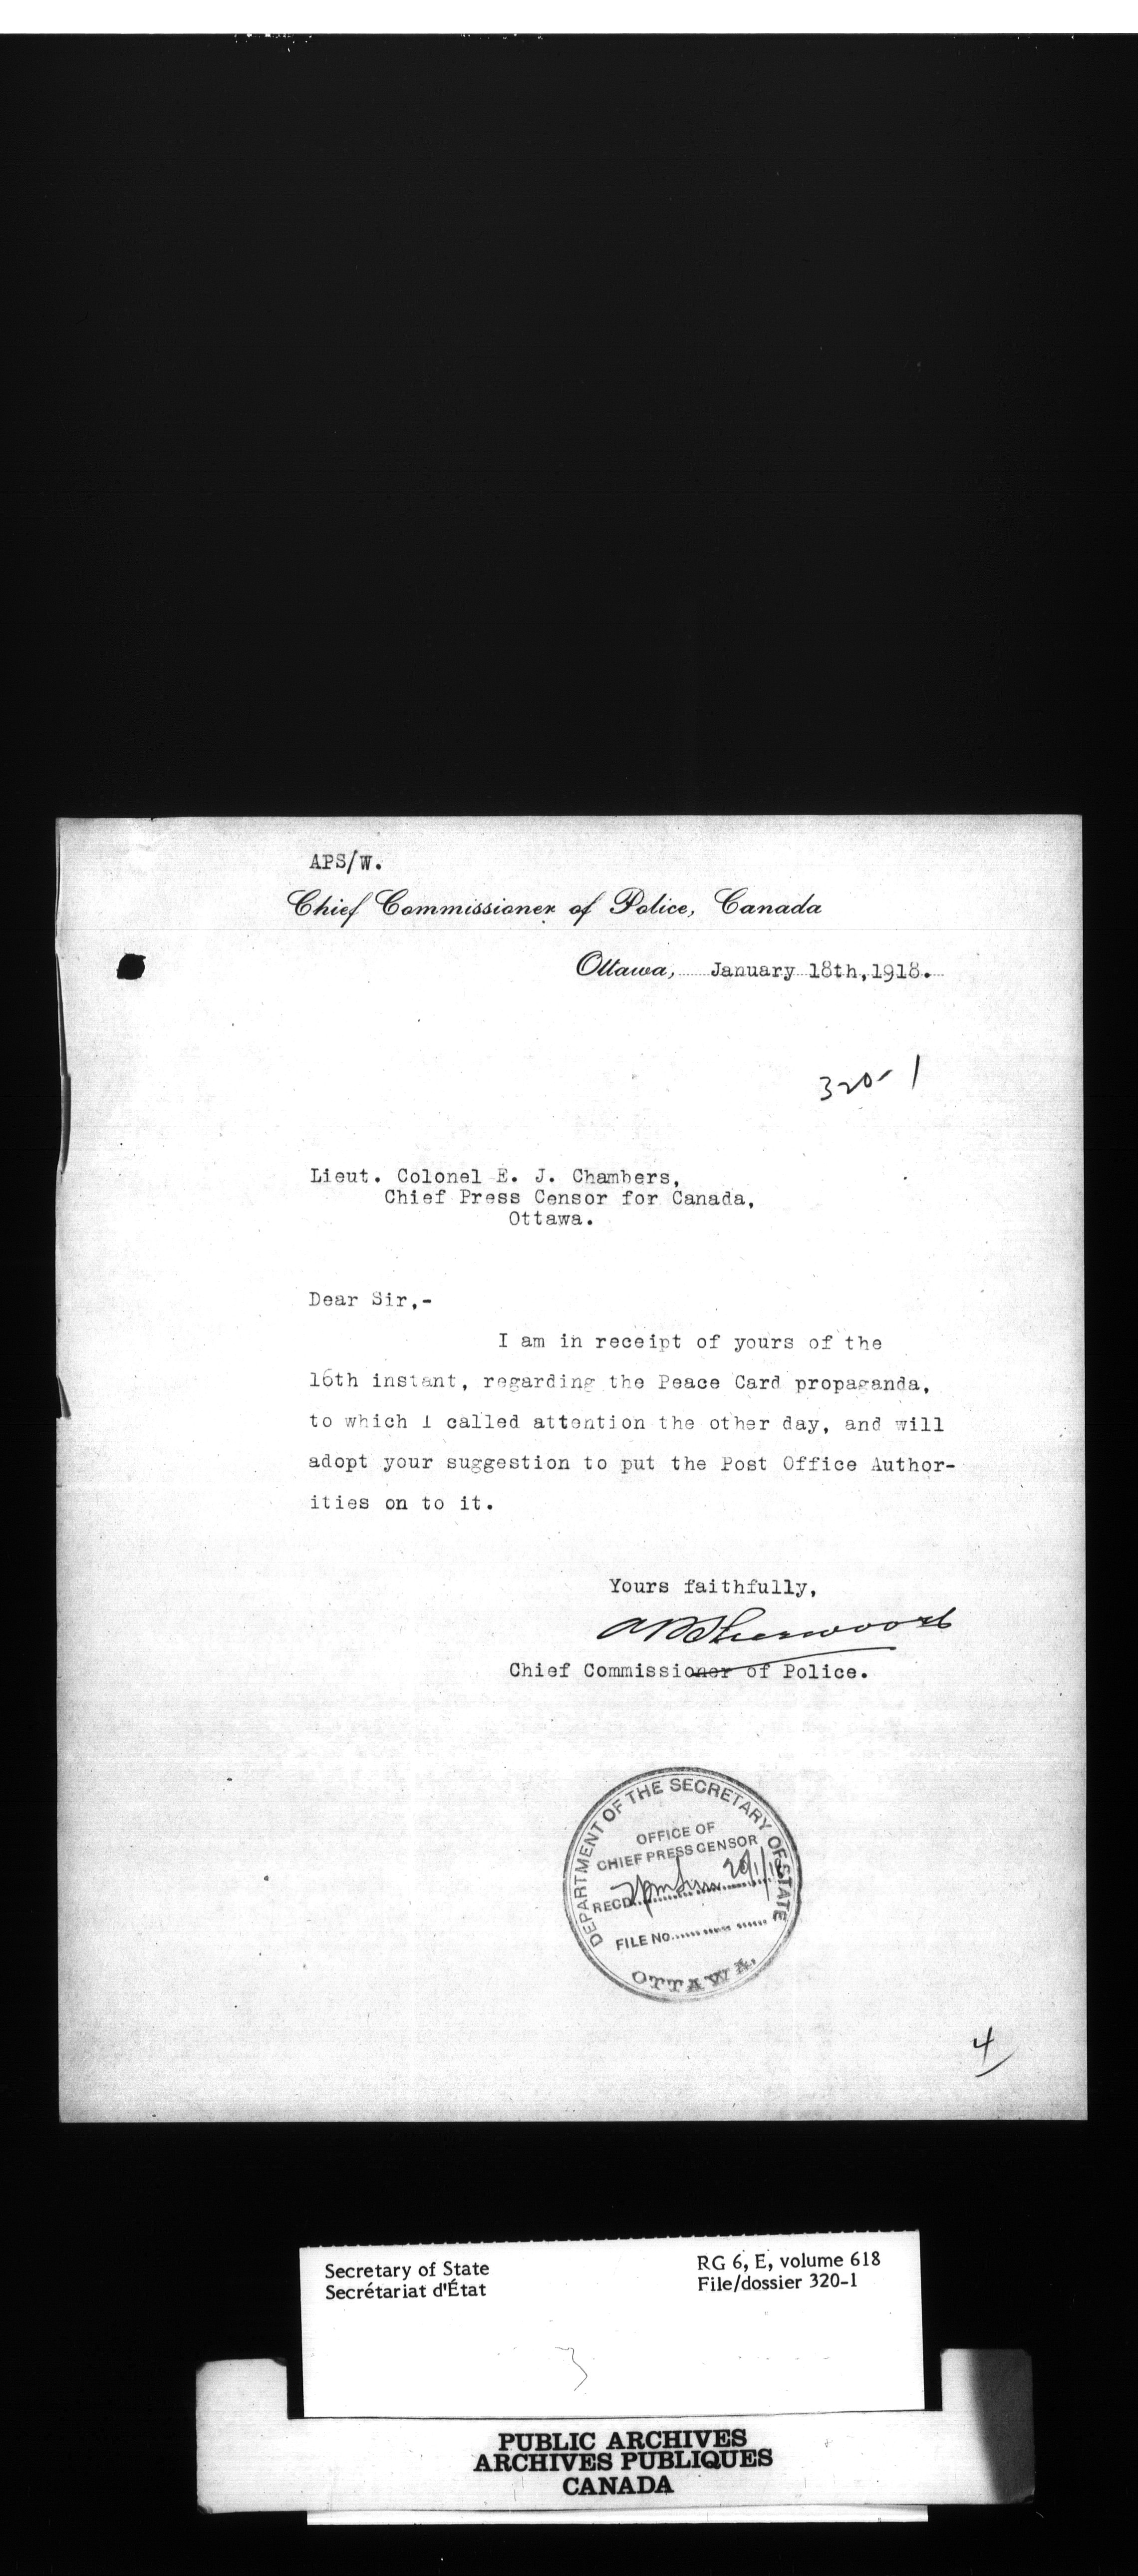 APS/W.
Chief Commissioner of Police, Canada
Ottawa, January 18th, 1918.
320-1
Lieut. Colonel E. J. Chambers,
Chief Press Censor for Canada,
Ottawa.
Dear Sir,-
I am in receipt of yours of the
16th instant, regarding the Peace Card propaganda,
to which I called attention the other day, and will
adopt your suggestion to put the Post Office Author-
ities on to it.
Yours faithfully,
APSherwood
Chief Commissioner of Police.
DEPARTMENT OF THE SECRETARY OF STATE
OFFICE OF
CHIEF PRESS CENSOR
RECD. 20/1/18
FILE NO.
OTTAWA.
4
Secretary of State
Secrétariat d'État
RG 6, E, volume 618
File/dossier 320-1
3
PUBLIC ARCHIVES
ARCHIVES PUBLIQUES
CANADA